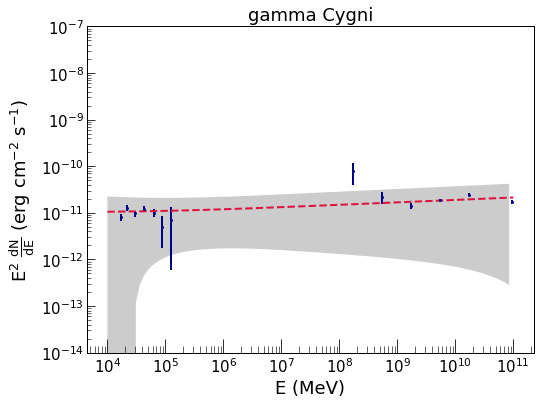 gamma Cygni
E² dN/dE (erg cm⁻² s⁻¹)
10⁻⁷
10⁻⁸
10⁻⁹
10⁻¹⁰
10⁻¹¹
10⁻¹²
10⁻¹³
10⁻¹⁴
10⁴ 10⁵ 10⁶ 10⁷ 10⁸ 10⁹ 10¹⁰ 10¹¹
E (MeV)